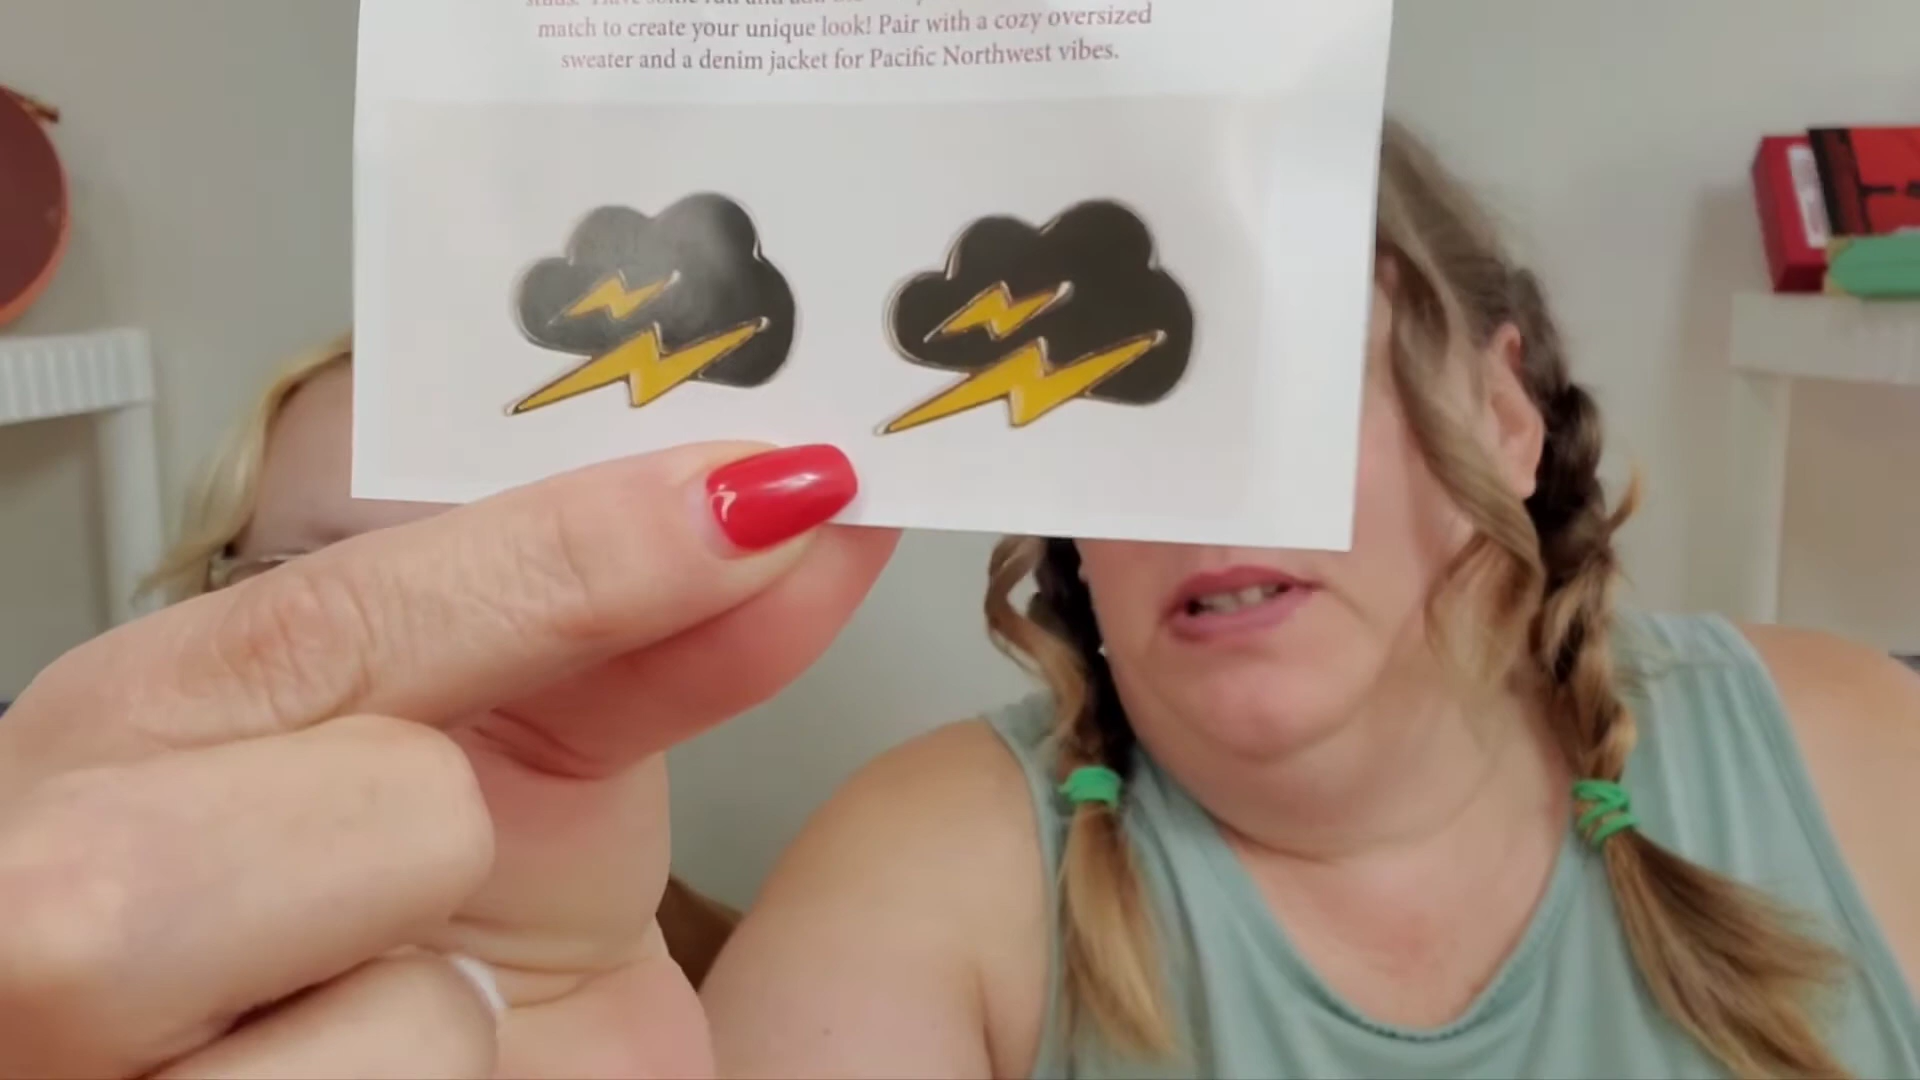 match to create your unique look! Pair with a cozy oversized
sweater and a denim jacket for Pacific Northwest vibes.